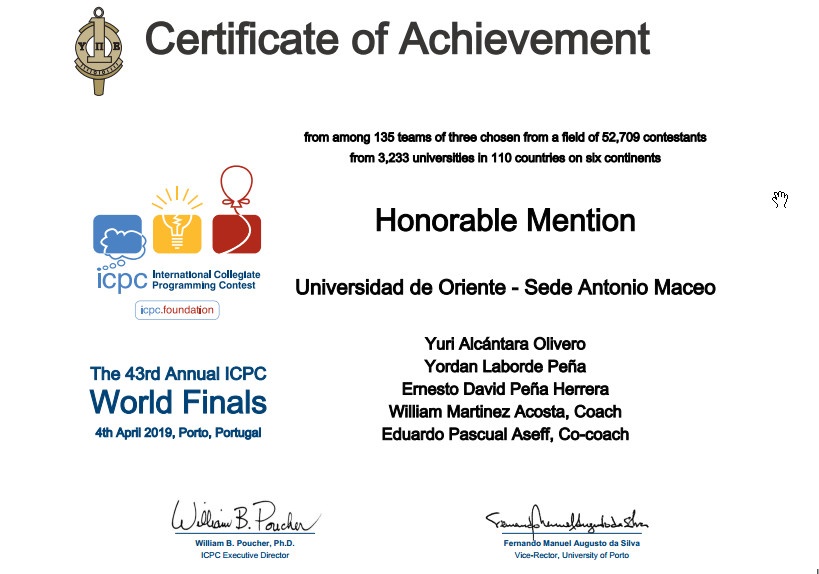 Certificate of Achievement
Υ Π Ε
from among 135 teams of three chosen from a field of 52,709 contestants
from 3,233 universities in 110 countries on six continents
Honorable Mention
icpc International Collegiate
Programming Contest
icpc.foundation
Universidad de Oriente - Sede Antonio Maceo
Yuri Alcántara Olivero
Yordan Laborde Peña
Ernesto David Peña Herrera
William Martinez Acosta, Coach
Eduardo Pascual Aseff, Co-coach
The 43rd Annual ICPC
World Finals
4th April 2019, Porto, Portugal
William B. Poucher
William B. Poucher, Ph.D.
ICPC Executive Director
Fernando Manuel Augusto da Silva
Fernando Manuel Augusto da Silva
Vice-Rector, University of Porto